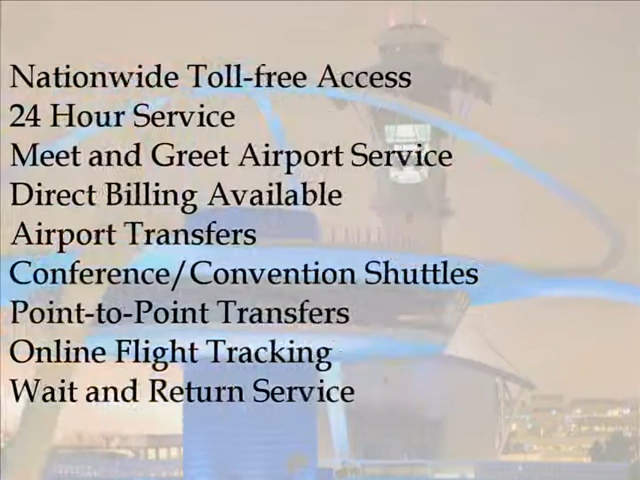 Nationwide Toll-free Access
24 Hour Service
Meet and Greet Airport Service
Direct Billing Available
Airport Transfers
Conference/Convention Shuttles
Point-to-Point Transfers
Online Flight Tracking
Wait and Return Service